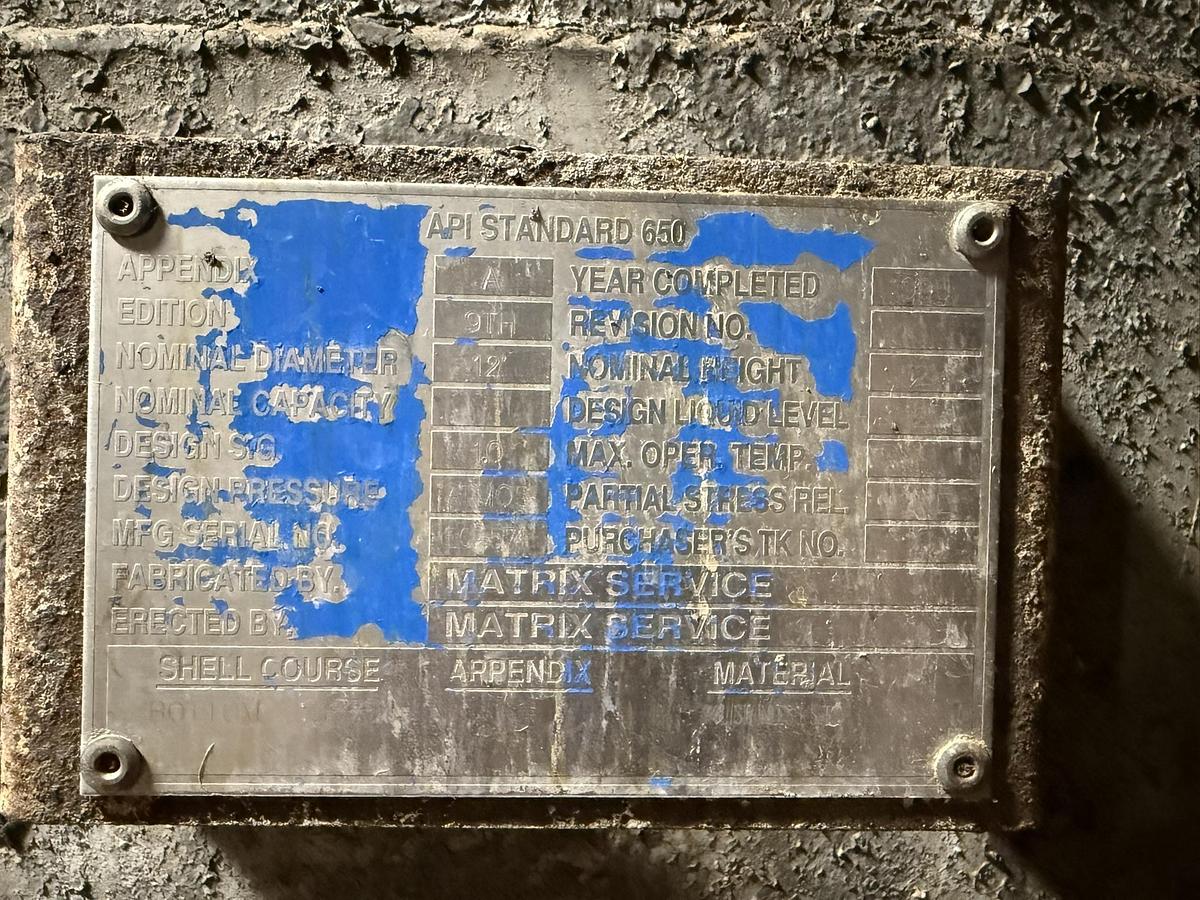 API STANDARD 650
APPENDIX A YEAR COMPLETED
EDITION 9TH REVISION NO.
NOMINAL DIAMETER 12' NOMINAL HEIGHT
NOMINAL CAPACITY DESIGN LIQUID LEVEL
DESIGN S.G. 1.0 MAX. OPER. TEMP.
DESIGN PRESSURE ATMOS PARTIAL STRESS REL.
MFG SERIAL NO. PURCHASER'S TK NO.
FABRICATED BY. MATRIX SERVICE
ERECTED BY. MATRIX SERVICE
SHELL COURSE APPENDIX MATERIAL
BOTTOM